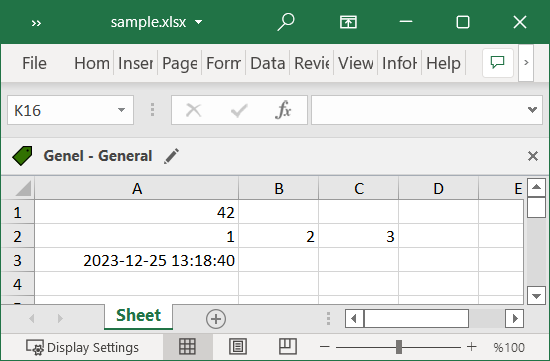 ›› sample.xlsx
File Hom Inser Page Form Data Revie View InfoH Help
K16 fx
Genel - General
A B C D E
1 42
2 1 2 3
3 2023-12-25 13:18:40
4
Sheet
Display Settings %100